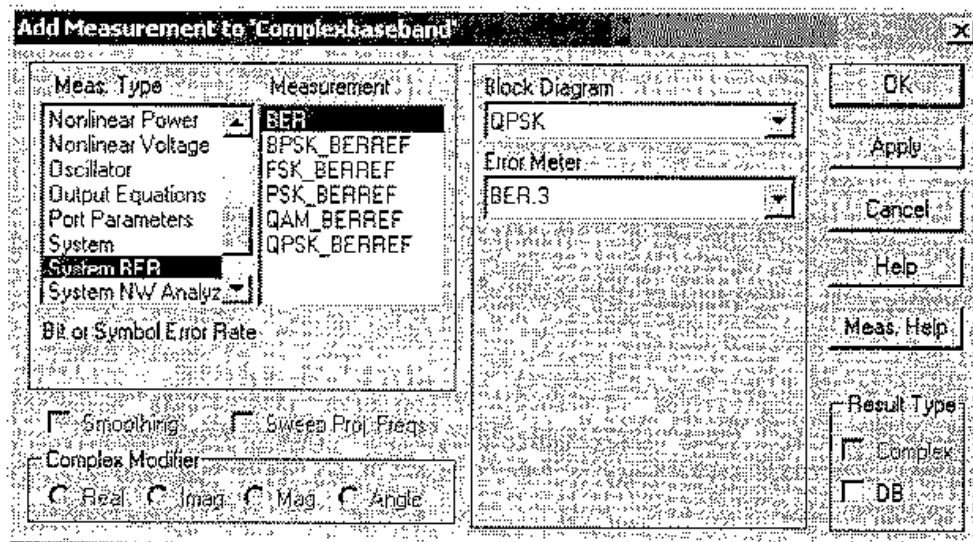 Add Measurement to 'Complexbaseband'
Meas. Type
Nonlinear Power
Nonlinear Voltage
Oscillator
Output Equations
Port Parameters
System
System BER
System NW Analyz
Bit or Symbol Error Rate
Measurement
BER
BPSK_BERREF
FSK_BERREF
PSK_BERREF
QAM_BERREF
QPSK_BERREF
Smoothing
Sweep Proj. Freqs
Complex Modifier
Real
Imag.
Mag.
Angle
Block Diagram
QPSK
Error Meter
BER.3
OK
Apply
Cancel
Help
Meas. Help
Result Type
Complex
DB